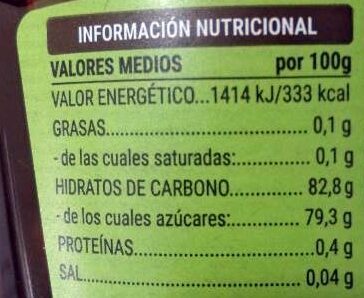 INFORMACIÓN NUTRICIONAL
VALORES MEDIOS por 100g
VALOR ENERGÉTICO...1414 kJ/333 kcal
GRASAS.................................. 0,1 g
- de las cuales saturadas:............. 0,1 g
HIDRATOS DE CARBONO............ 82,8 g
- de los cuales azúcares:............ 79,3 g
PROTEÍNAS..............................0,4 g
SAL........................................ 0,04 g